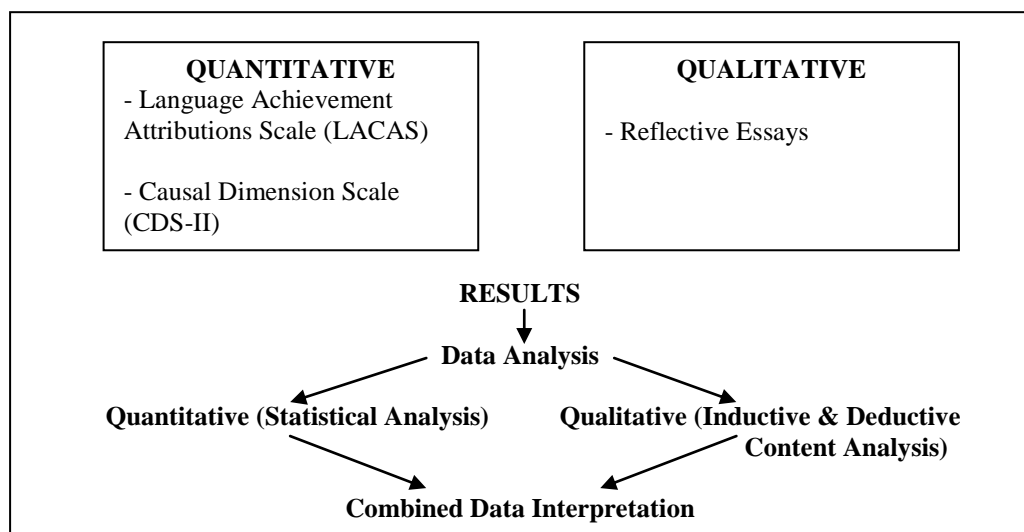 QUANTITATIVE
- Language Achievement
Attributions Scale (LACAS)
- Causal Dimension Scale
(CDS-II)
QUALITATIVE
- Reflective Essays
RESULTS
Data Analysis
Quantitative (Statistical Analysis)
Qualitative (Inductive & Deductive
Content Analysis)
Combined Data Interpretation